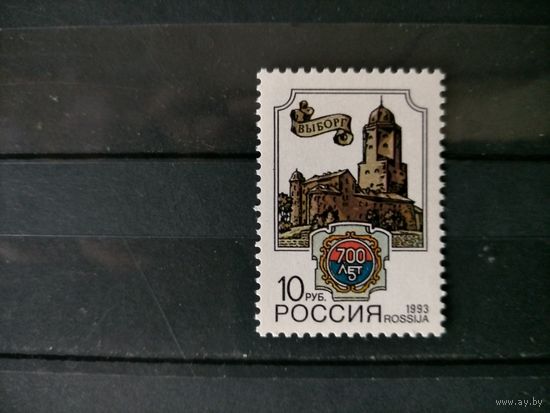 ВЫБОРГ
700
ЛЕТ
10 РУБ.
1993
РОССИЯ ROSSIJA
www.ay.by